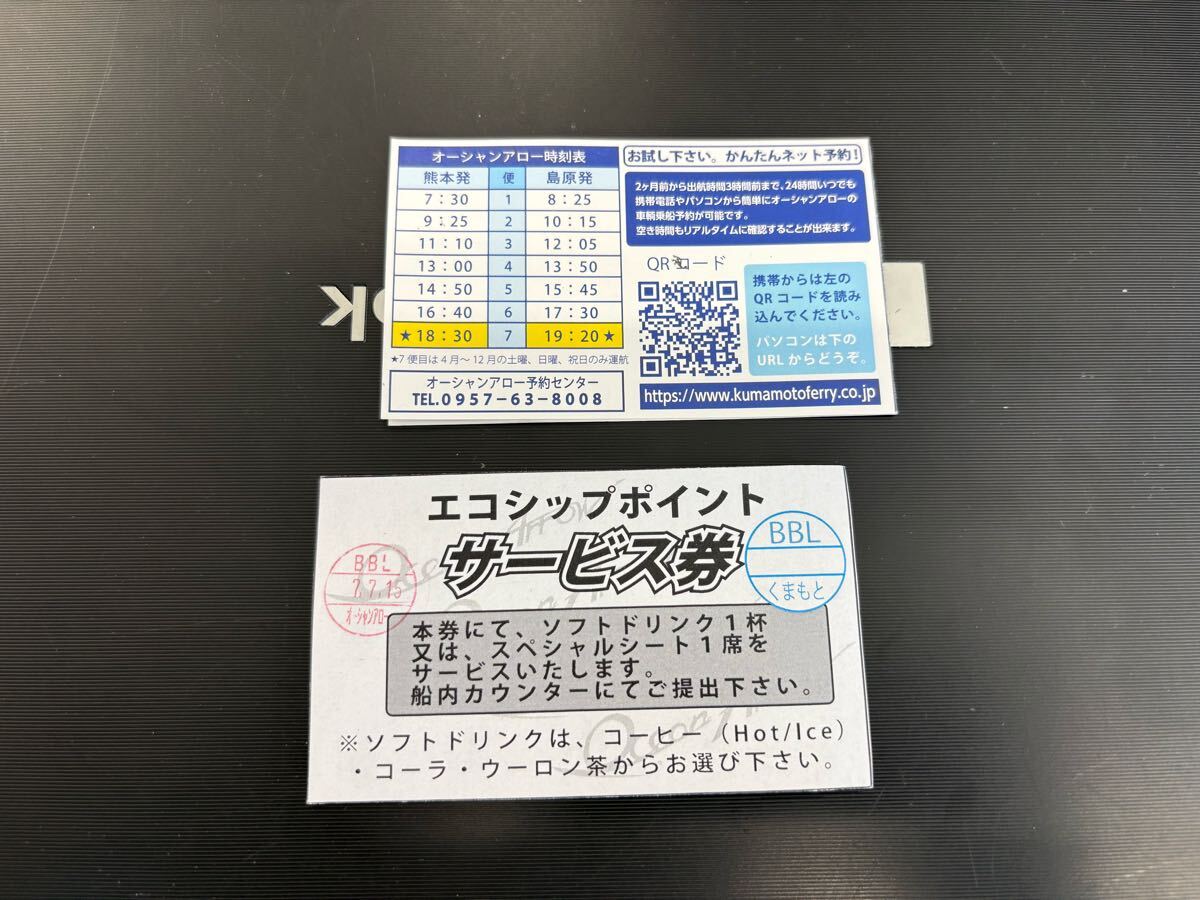 オーシャンアロー時刻表
熊本発 便 島原発
7：30 1 8：25
9：25 2 10：15
11：10 3 12：05
13：00 4 13：50
14：50 5 15：45
16：40 6 17：30
★18：30 7 19：20★
★7便目は4月～12月の土曜、日曜、祝日のみ運航
オーシャンアロー予約センター
TEL.0957-63-8008
お試し下さい。かんたんネット予約！
2ヶ月前から出航時間3時間前まで、24時間いつでも
携帯電話やパソコンから簡単にオーシャンアローの
車輌乗船予約が可能です。
空き時間もリアルタイムに確認することが出来ます。
QRコード
携帯からは左の
QRコードを読み
込んでください。
パソコンは下の
URLからどうぞ。
https://www.kumamotoferry.co.jp
エコシップポイント
サービス券
BBL
7.7.15
オーシャンアロー
BBL
くまもと
本券にて、ソフトドリンク1杯
又は、スペシャルシート1席を
サービスいたします。
船内カウンターにてご提出下さい。
※ソフトドリンクは、コーヒー（Hot/Ice）
・コーラ・ウーロン茶からお選び下さい。